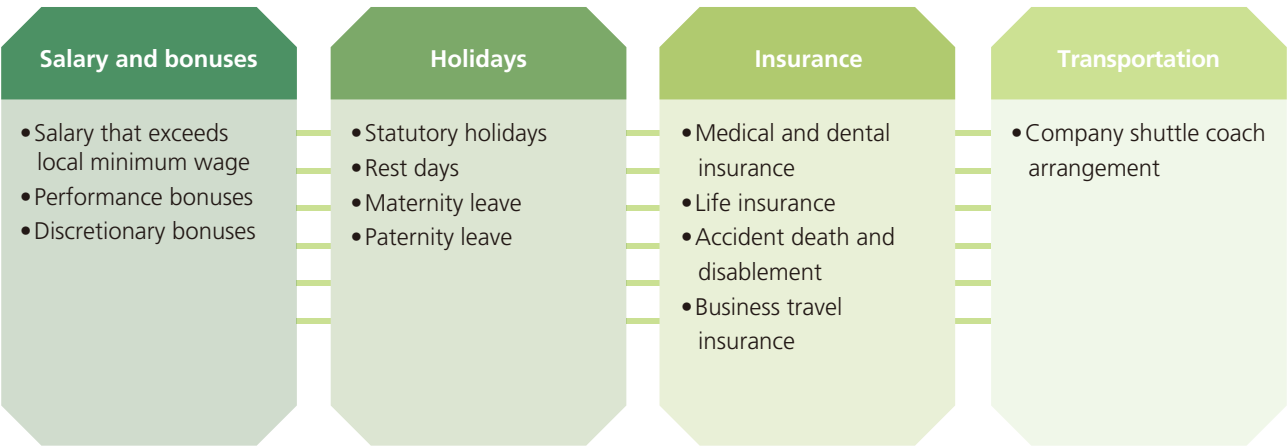 Salary and bonuses
• Salary that exceeds
local minimum wage
• Performance bonuses
• Discretionary bonuses
Holidays
• Statutory holidays
• Rest days
• Maternity leave
• Paternity leave
Insurance
• Medical and dental
insurance
• Life insurance
• Accident death and
disablement
• Business travel
insurance
Transportation
• Company shuttle coach
arrangement